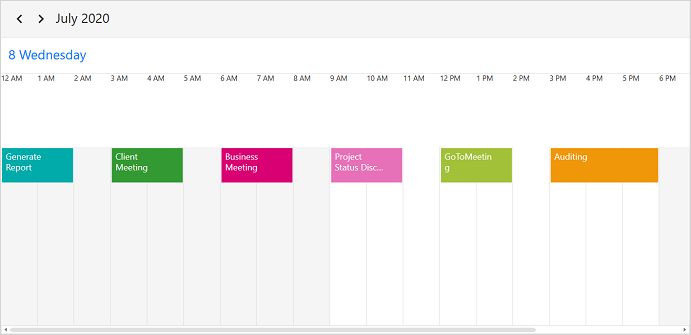 July 2020
8 Wednesday
12 AM 1 AM 2 AM 3 AM 4 AM 5 AM 6 AM 7 AM 8 AM 9 AM 10 AM 11 AM 12 PM 1 PM 2 PM 3 PM 4 PM 5 PM 6 PM
Generate
Report
Client
Meeting
Business
Meeting
Project
Status Disc...
GoToMeetin
g
Auditing